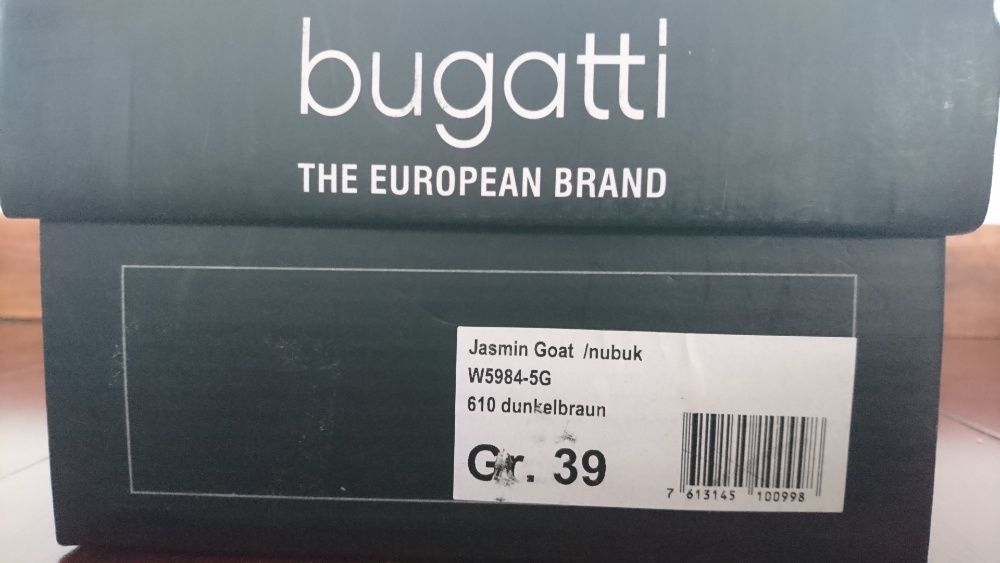 bugatti
THE EUROPEAN BRAND
Jasmin Goat /nubuk
W5984-5G
610 dunkelbraun
Gr. 39
7 613145 100998